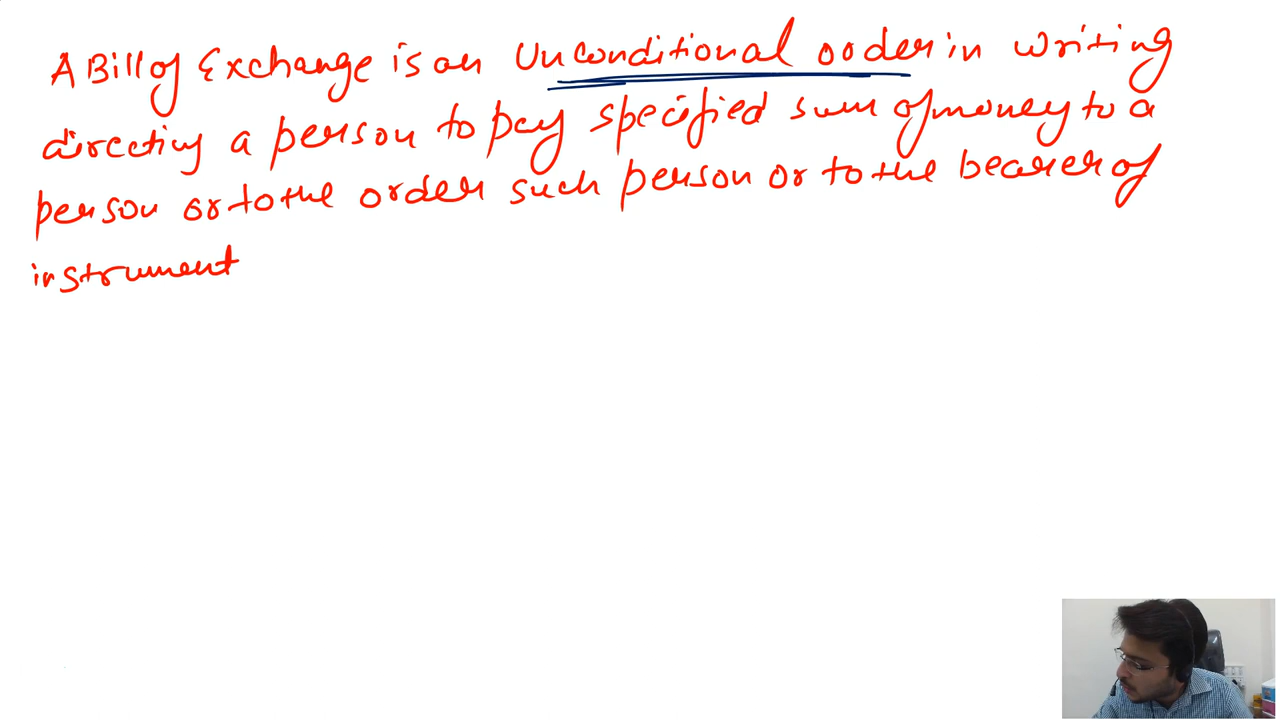 A Bill of Exchange is an Unconditional order in writing
directing a person to pay specified sum of money to a
person or to the order such person or to the bearer of
instrument